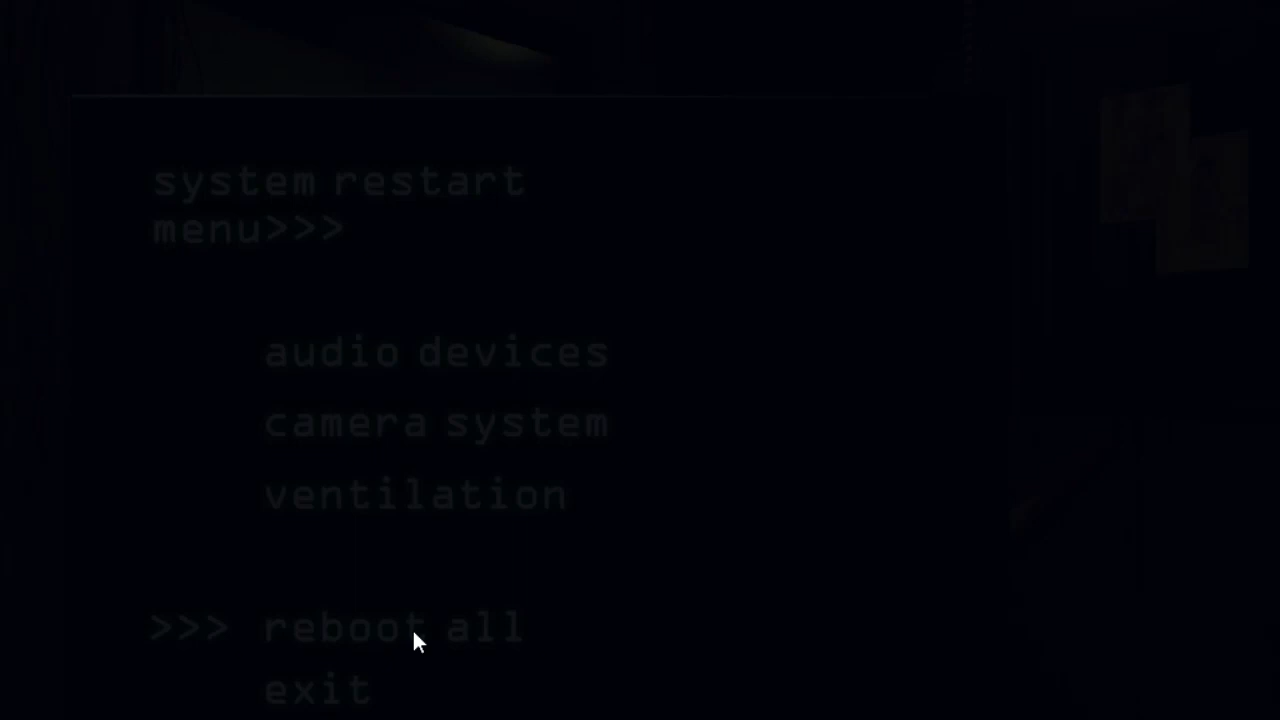 system restart
menu>>>
audio devices
camera system
ventilation
>>> reboot all
exit